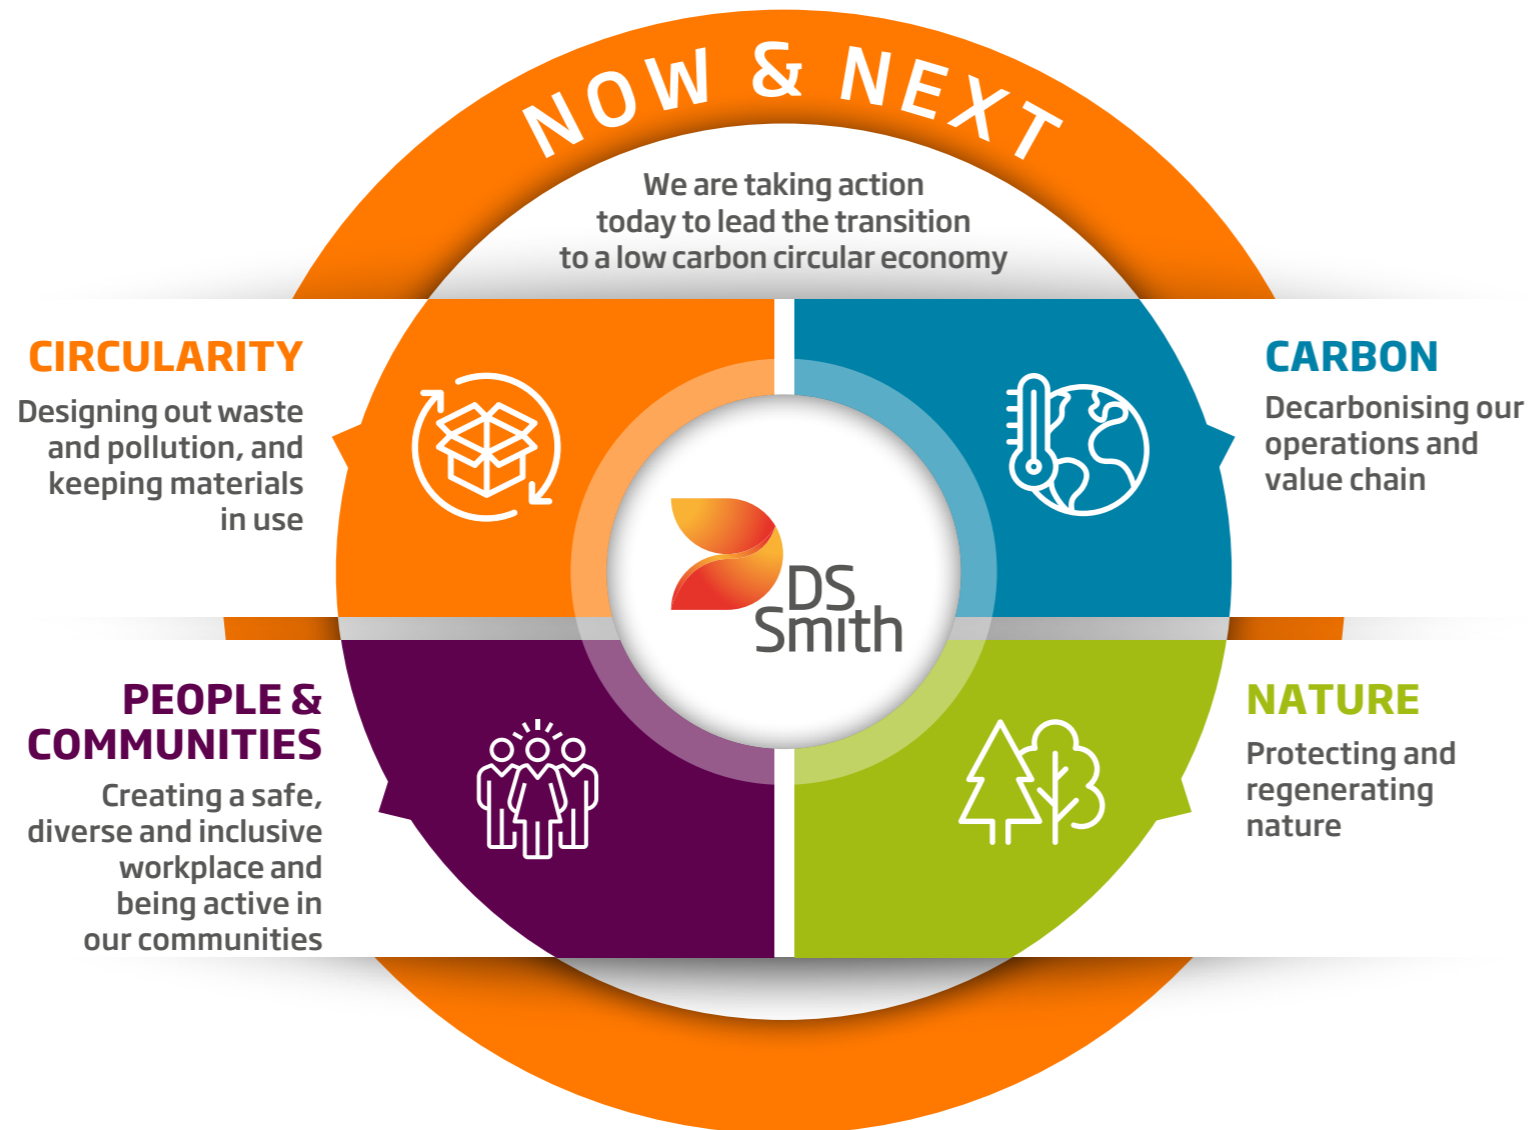 NOW & NEXT
We are taking action
today to lead the transition
to a low carbon circular economy
CIRCULARITY
Designing out waste
and pollution, and
keeping materials
in use
CARBON
Decarbonising our
operations and
value chain
DS
Smith
PEOPLE &
COMMUNITIES
Creating a safe,
diverse and inclusive
workplace and
being active in
our communities
NATURE
Protecting and
regenerating
nature